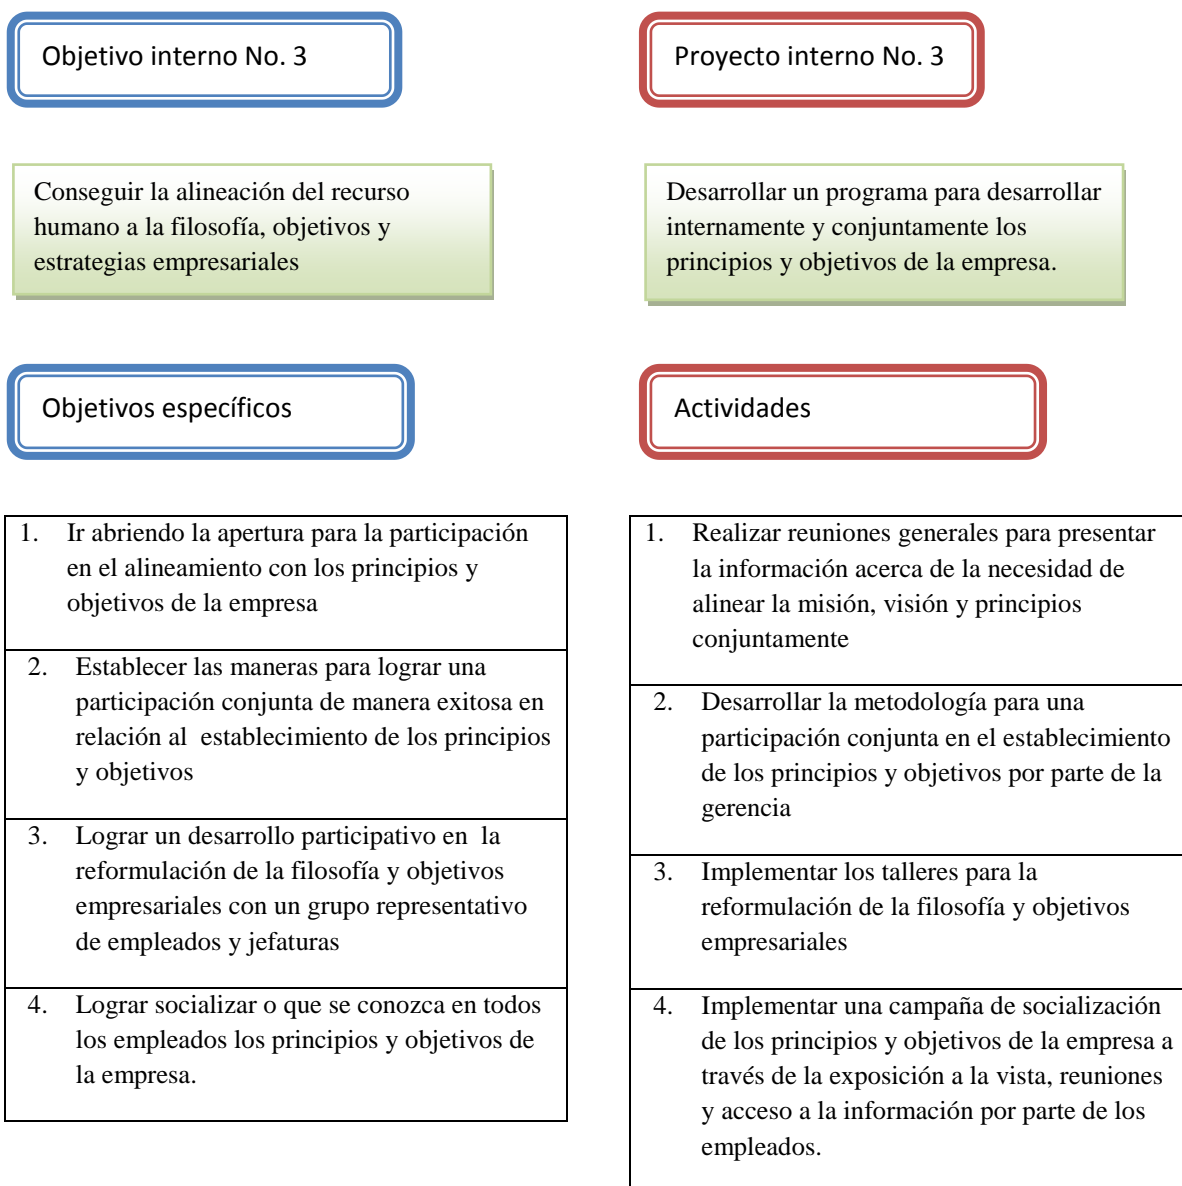 Objetivo interno No. 3
Proyecto interno No. 3
Conseguir la alineación del recurso
humano a la filosofía, objetivos y
estrategias empresariales
Desarrollar un programa para desarrollar
internamente y conjuntamente los
principios y objetivos de la empresa.
Objetivos específicos
Actividades
1. Ir abriendo la apertura para la participación
en el alineamiento con los principios y
objetivos de la empresa
2. Establecer las maneras para lograr una
participación conjunta de manera exitosa en
relación al  establecimiento de los principios
y objetivos
3. Lograr un desarrollo participativo en  la
reformulación de la filosofía y objetivos
empresariales con un grupo representativo
de empleados y jefaturas
4. Lograr socializar o que se conozca en todos
los empleados los principios y objetivos de
la empresa.
1. Realizar reuniones generales para presentar
la información acerca de la necesidad de
alinear la misión, visión y principios
conjuntamente
2. Desarrollar la metodología para una
participación conjunta en el establecimiento
de los principios y objetivos por parte de la
gerencia
3. Implementar los talleres para la
reformulación de la filosofía y objetivos
empresariales
4. Implementar una campaña de socialización
de los principios y objetivos de la empresa a
través de la exposición a la vista, reuniones
y acceso a la información por parte de los
empleados.